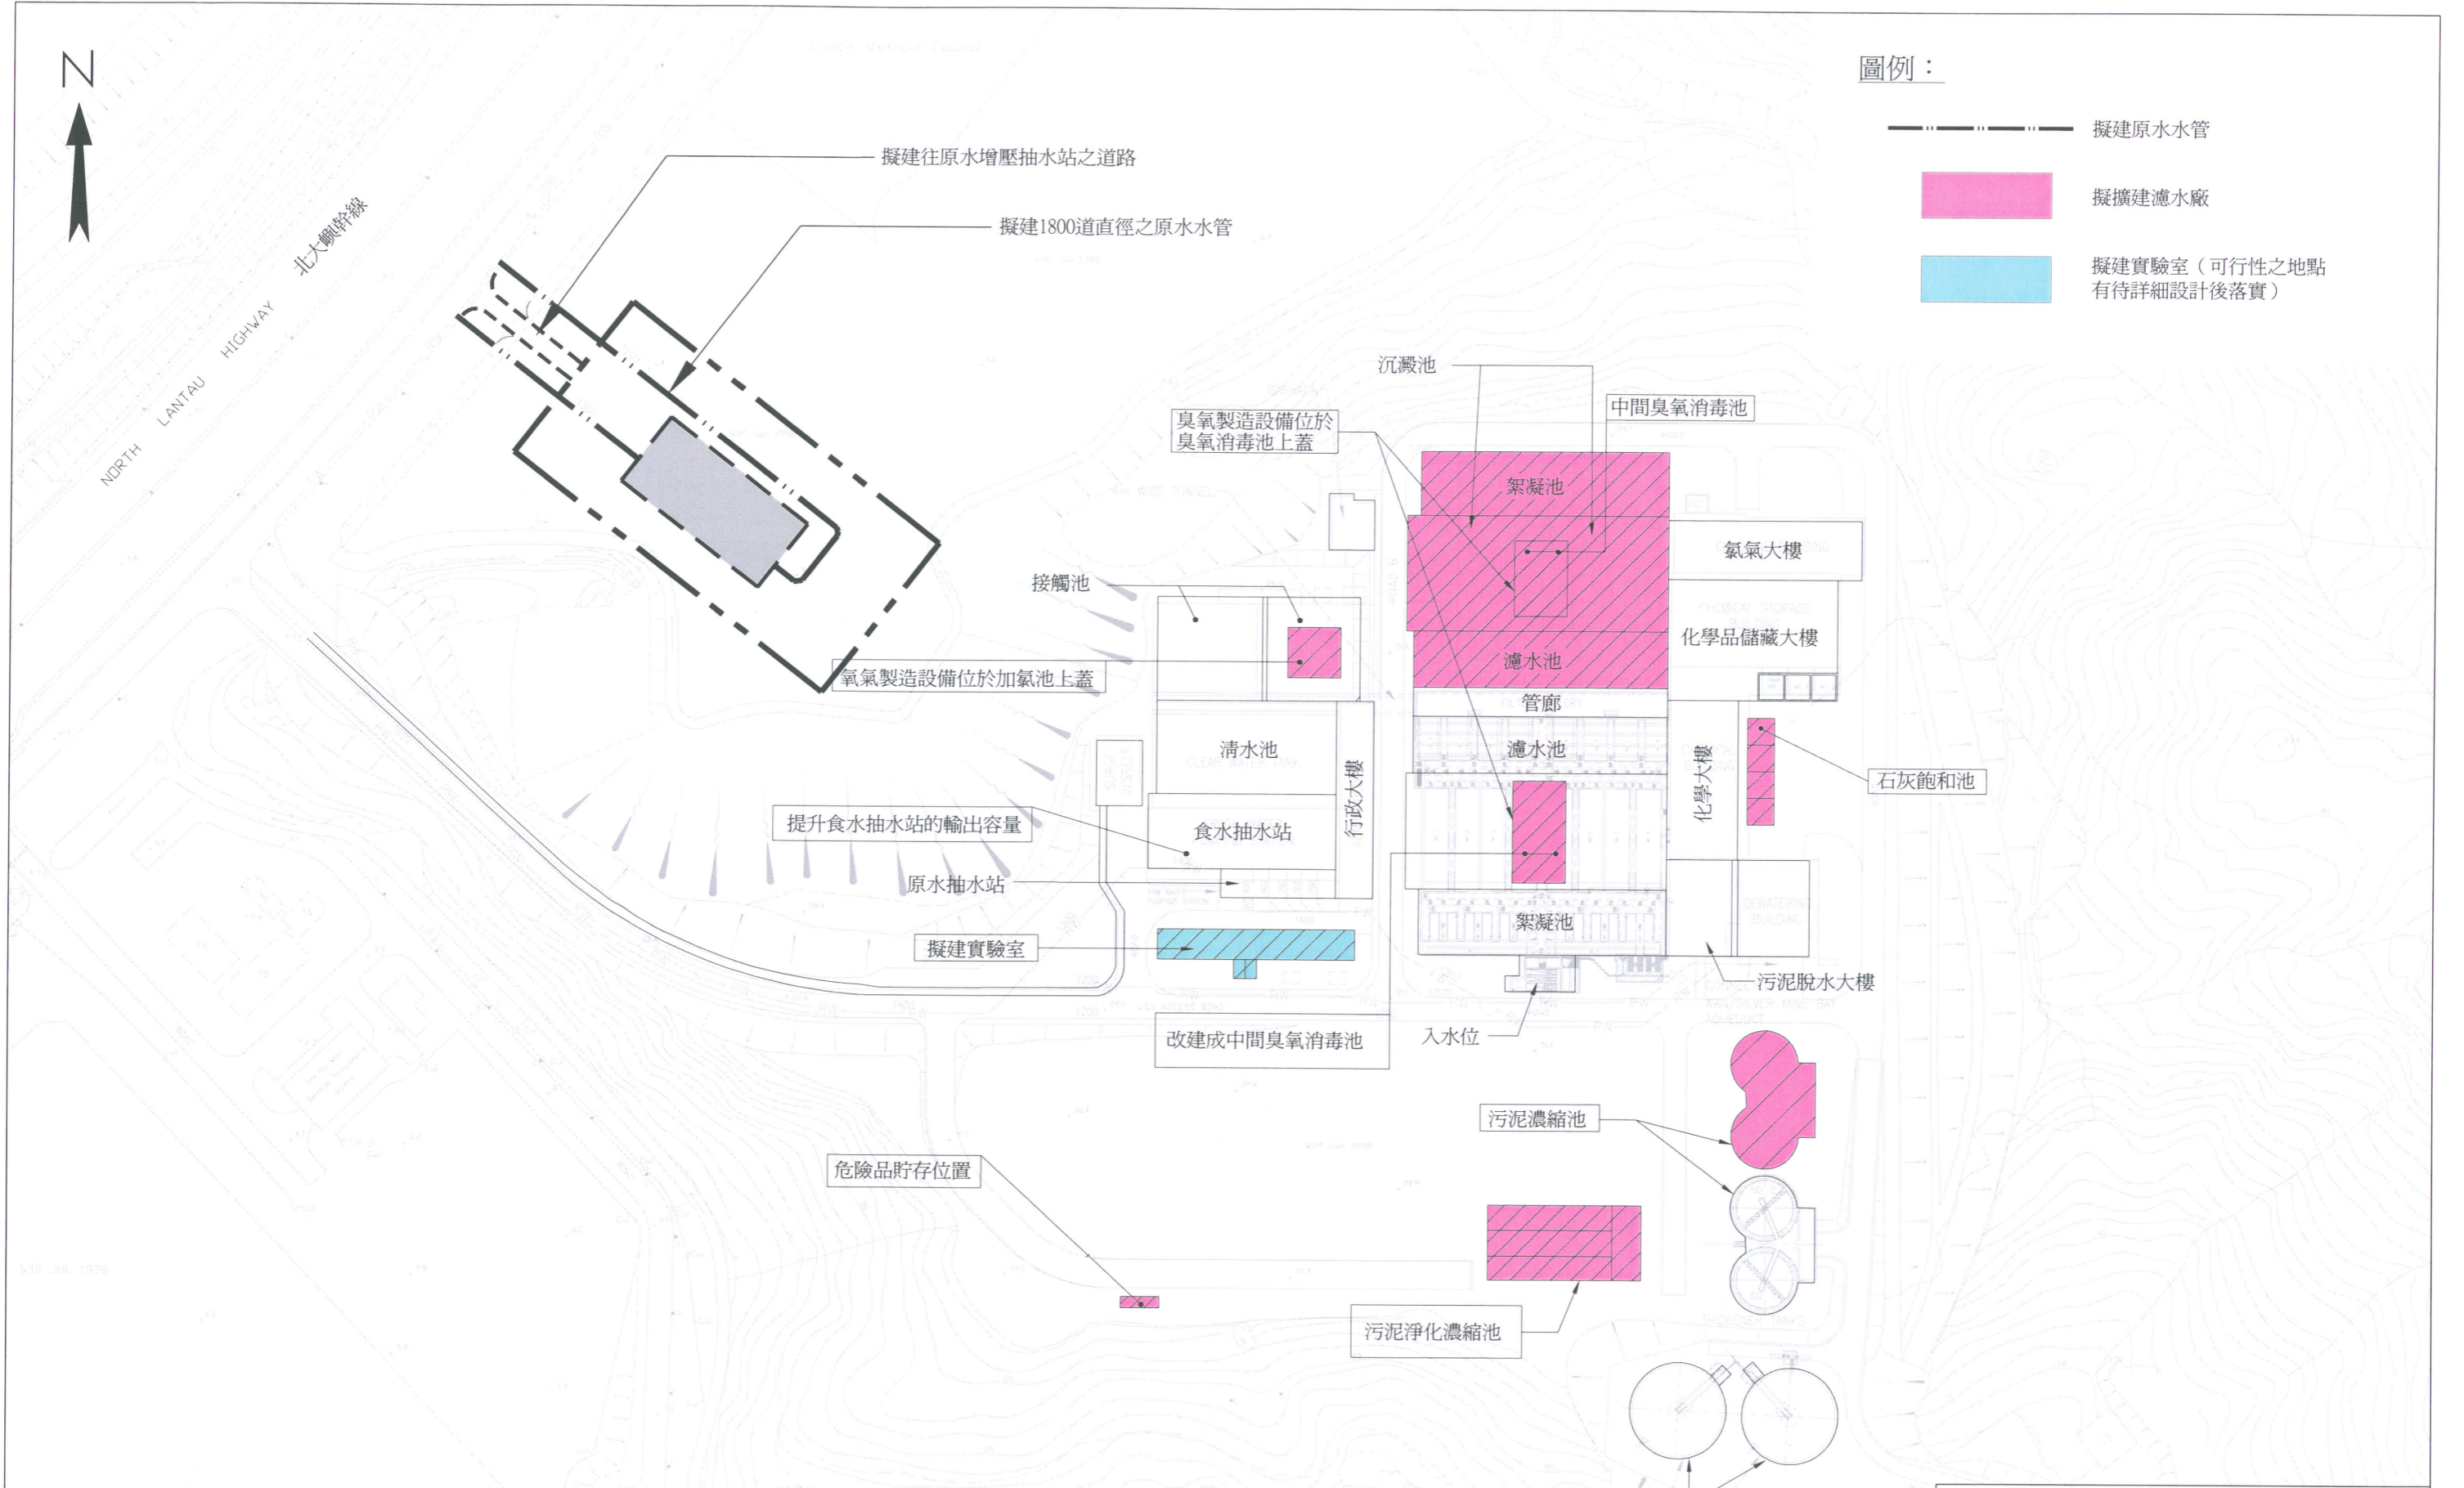 N
圖例：
擬建原水水管
擬擴建濾水廠
擬建實驗室（可行性之地點
有待詳細設計後落實）
擬建往原水增壓抽水站之道路
擬建1800道直徑之原水水管
北大嶼幹線
NORTH LANTAU HIGHWAY
沉澱池
中間臭氧消毒池
臭氧製造設備位於
臭氧消毒池上蓋
絮凝池
氯氣大樓
接觸池
CHEMICAL STORAGE
化學品儲藏大樓
濾水池
氧氣製造設備位於加氯池上蓋
管廊
清水池
CLEAR WATER TANK
濾水池
化學大樓
行政大樓
石灰飽和池
提升食水抽水站的輸出容量
食水抽水站
原水抽水站
絮凝池
DEWATERING
BUILDING
擬建實驗室
污泥脫水大樓
改建成中間臭氧消毒池
入水位
污泥濃縮池
危險品貯存位置
污泥淨化濃縮池
WSP JUL 1996